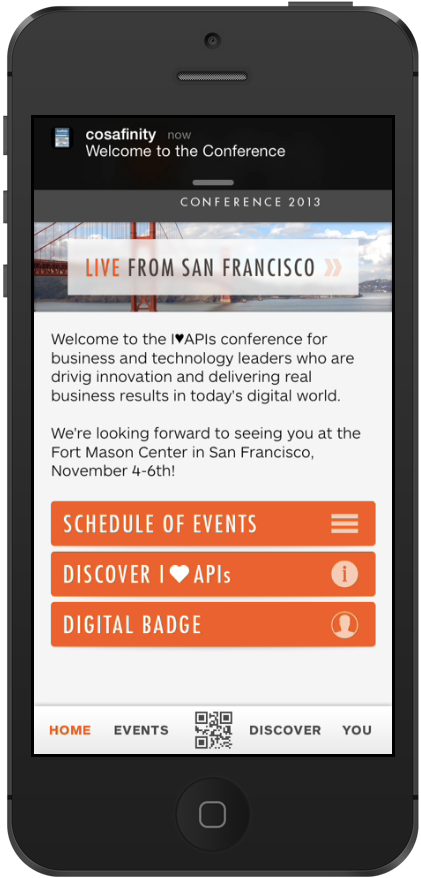 cosafinity now
Welcome to the Conference
CONFERENCE 2013
LIVE FROM SAN FRANCISCO »
Welcome to the I♥APIs conference for
business and technology leaders who are
drivig innovation and delivering real
business results in today's digital world.
We're looking forward to seeing you at the
Fort Mason Center in San Francisco,
November 4-6th!
SCHEDULE OF EVENTS
DISCOVER I ♥ APIs
DIGITAL BADGE
HOME EVENTS DISCOVER YOU